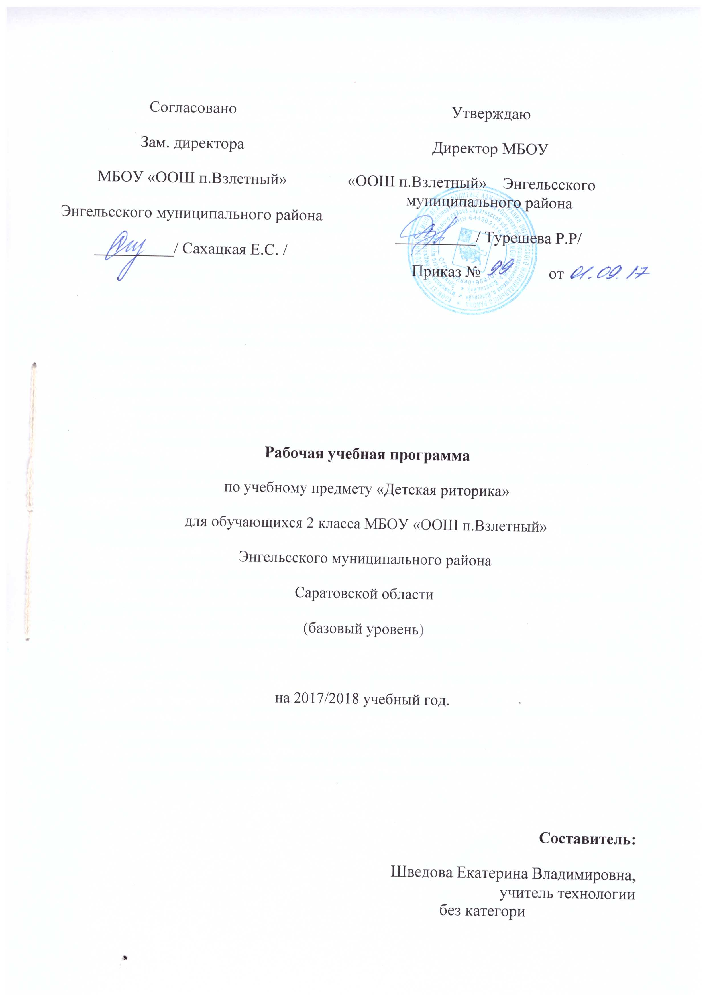 Согласовано
Зам. директора
МБОУ «ООШ п.Взлетный»
Энгельсского муниципального района
__________/ Сахацкая Е.С. /
Утверждаю
Директор МБОУ
«ООШ п.Взлетный» Энгельсского
муниципального района
__________/ Турешева Р.Р/
Приказ № 99 от 01.09.17
Рабочая учебная программа
по учебному предмету «Детская риторика»
для обучающихся 2 класса МБОУ «ООШ п.Взлетный»
Энгельсского муниципального района
Саратовской области
(базовый уровень)
на 2017/2018 учебный год.
Составитель:
Шведова Екатерина Владимировна,
учитель технологии
без категори